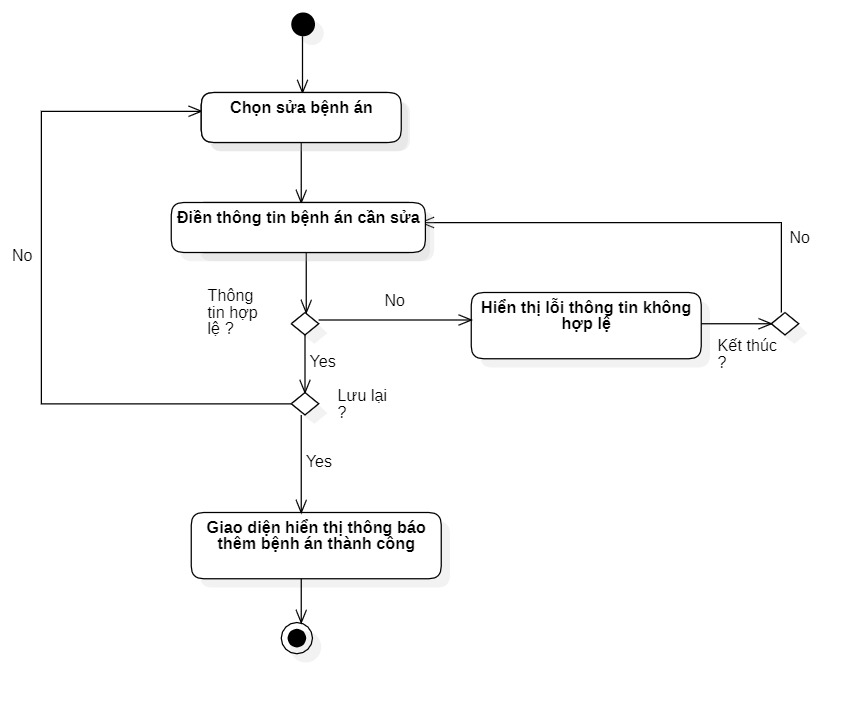 Chọn sửa bệnh án
Điền thông tin bệnh án cần sửa
No
No
Thông
tin hợp
lệ ?
No
Hiển thị lỗi thông tin không
hợp lệ
Kết thúc
?
Yes
Lưu lại
?
Yes
Giao diện hiển thị thông báo
thêm bệnh án thành công